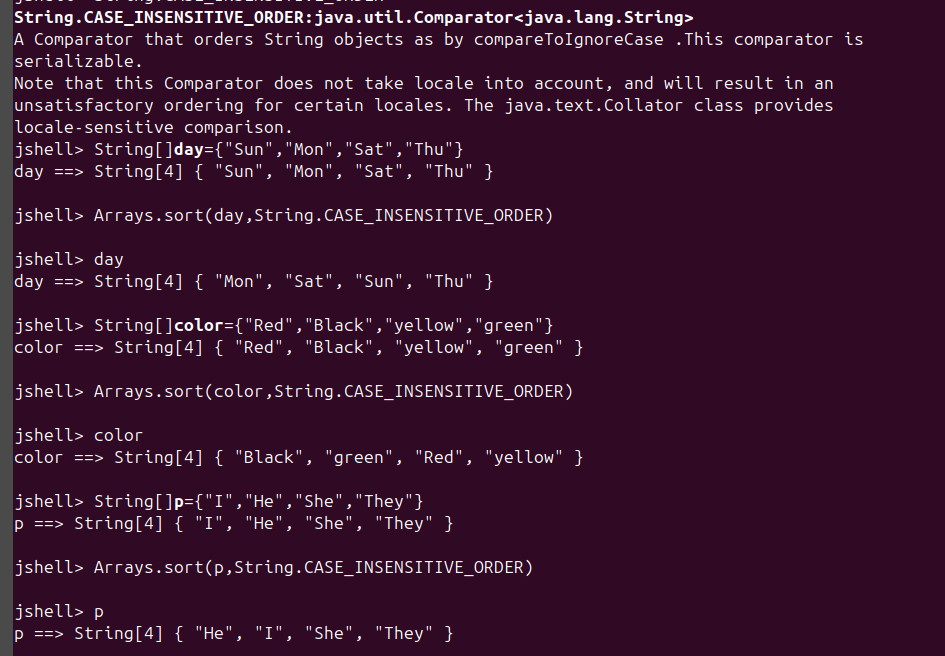 String.CASE_INSENSITIVE_ORDER:java.util.Comparator<java.lang.String>
A Comparator that orders String objects as by compareToIgnoreCase .This comparator is
serializable.
Note that this Comparator does not take locale into account, and will result in an
unsatisfactory ordering for certain locales. The java.text.Collator class provides
locale-sensitive comparison.
jshell> String[]day={"Sun","Mon","Sat","Thu"}
day ==> String[4] { "Sun", "Mon", "Sat", "Thu" }
jshell> Arrays.sort(day,String.CASE_INSENSITIVE_ORDER)
jshell> day
day ==> String[4] { "Mon", "Sat", "Sun", "Thu" }
jshell> String[]color={"Red","Black","yellow","green"}
color ==> String[4] { "Red", "Black", "yellow", "green" }
jshell> Arrays.sort(color,String.CASE_INSENSITIVE_ORDER)
jshell> color
color ==> String[4] { "Black", "green", "Red", "yellow" }
jshell> String[]p={"I","He","She","They"}
p ==> String[4] { "I", "He", "She", "They" }
jshell> Arrays.sort(p,String.CASE_INSENSITIVE_ORDER)
jshell> p
p ==> String[4] { "He", "I", "She", "They" }